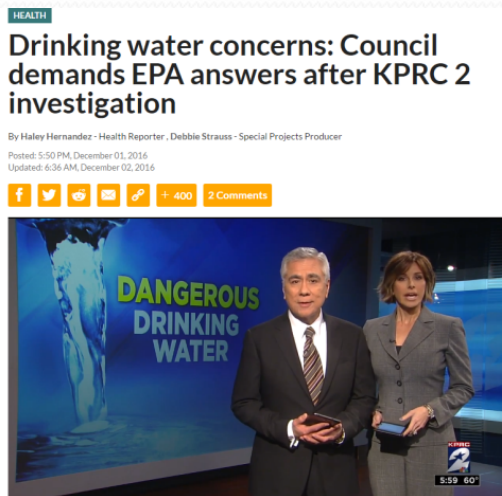 HEALTH
Drinking water concerns: Council
demands EPA answers after KPRC 2
investigation
By Haley Hernandez - Health Reporter , Debbie Strauss - Special Projects Producer
Posted: 5:50 PM, December 01, 2016
Updated: 6:36 AM, December 02, 2016
+ 400
2 Comments
DANGEROUS
DRINKING
WATER
KPRC
2
5:59 60°